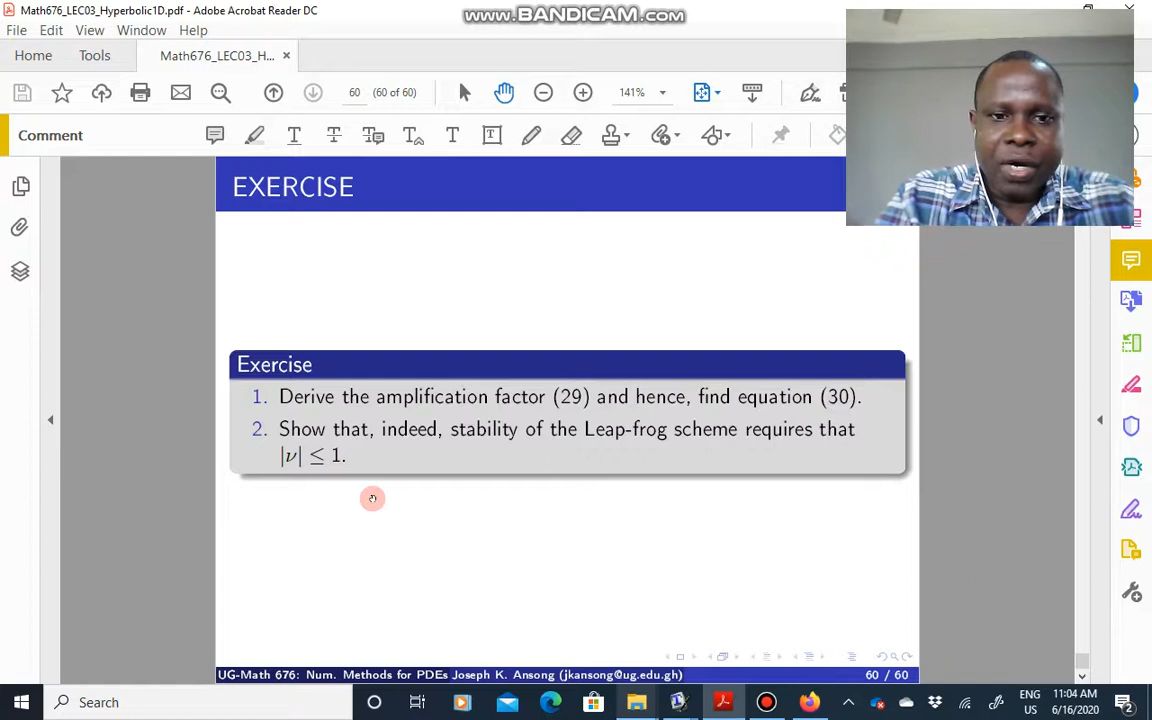 Math676_LEC03_Hyperbolic1D.pdf - Adobe Acrobat Reader DC
www.BANDICAM.com
File Edit View Window Help
Home Tools Math676_LEC03_H... ×
60 (60 of 60) 141%
Comment
EXERCISE
Exercise
1. Derive the amplification factor (29) and hence, find equation (30).
2. Show that, indeed, stability of the Leap-frog scheme requires that
|ν| ≤ 1.
UG-Math 676: Num. Methods for PDEs Joseph K. Ansong (jkansong@ug.edu.gh) 60 / 60
Search
ENG
US
11:04 AM
6/16/2020
2